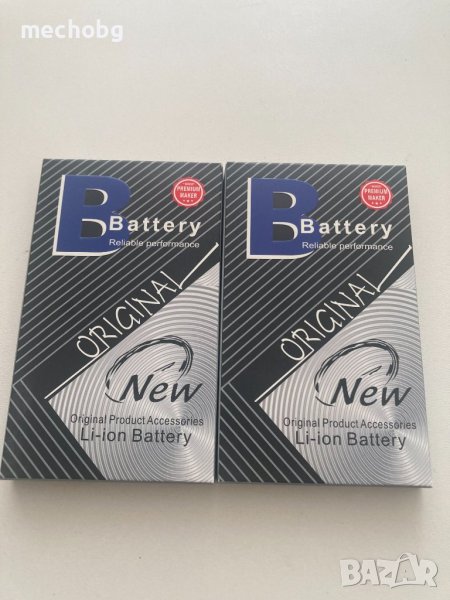 mechobg
B
Battery
Reliable performance
PREMIUM
MAKER
ORIGINAL
New
Original Product Accessories
Li-ion Battery
B
Battery
Reliable performance
PREMIUM
MAKER
ORIGINAL
New
Original Product Accessories
Li-ion Battery
BAZAR